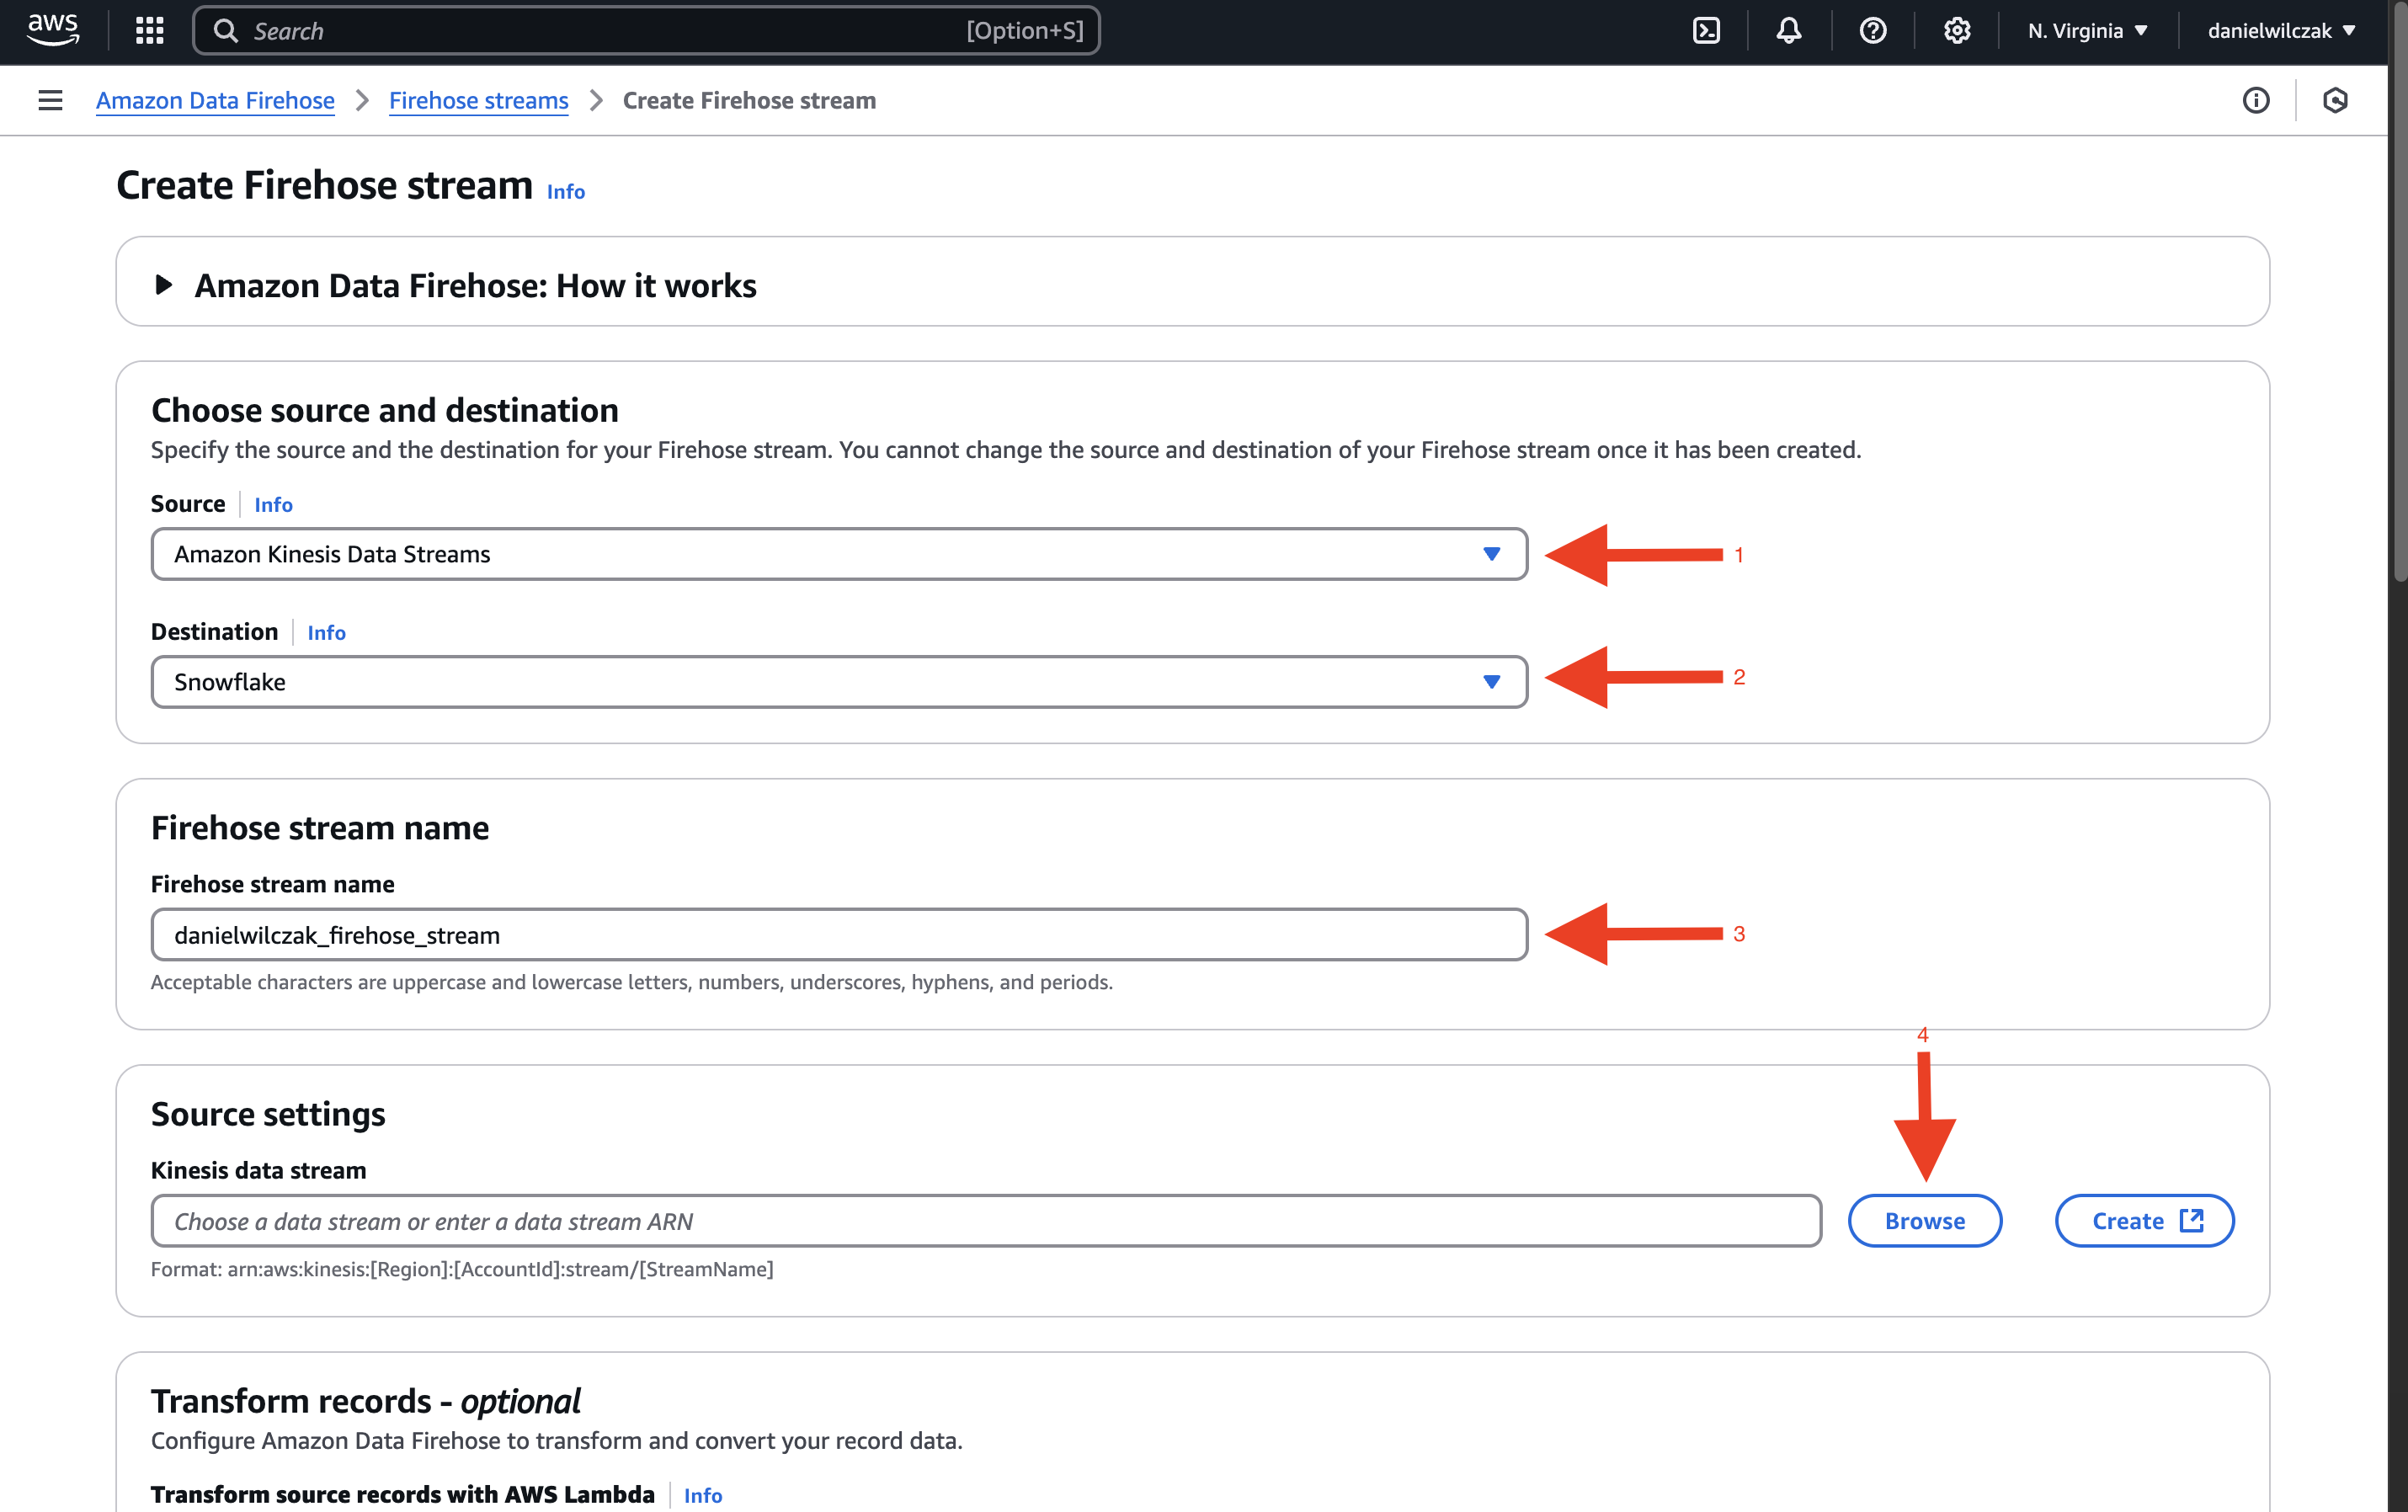 aws
Search [Option+S]
N. Virginia
danielwilczak
Amazon Data Firehose
Firehose streams
Create Firehose stream
Create Firehose stream Info
Amazon Data Firehose: How it works
Choose source and destination
Specify the source and the destination for your Firehose stream. You cannot change the source and destination of your Firehose stream once it has been created.
Source Info
Amazon Kinesis Data Streams
1
Destination Info
Snowflake
2
Firehose stream name
Firehose stream name
danielwilczak_firehose_stream
3
Acceptable characters are uppercase and lowercase letters, numbers, underscores, hyphens, and periods.
4
Source settings
Kinesis data stream
Choose a data stream or enter a data stream ARN
Browse
Create
Format: arn:aws:kinesis:[Region]:[AccountId]:stream/[StreamName]
Transform records - optional
Configure Amazon Data Firehose to transform and convert your record data.
Transform source records with AWS Lambda Info